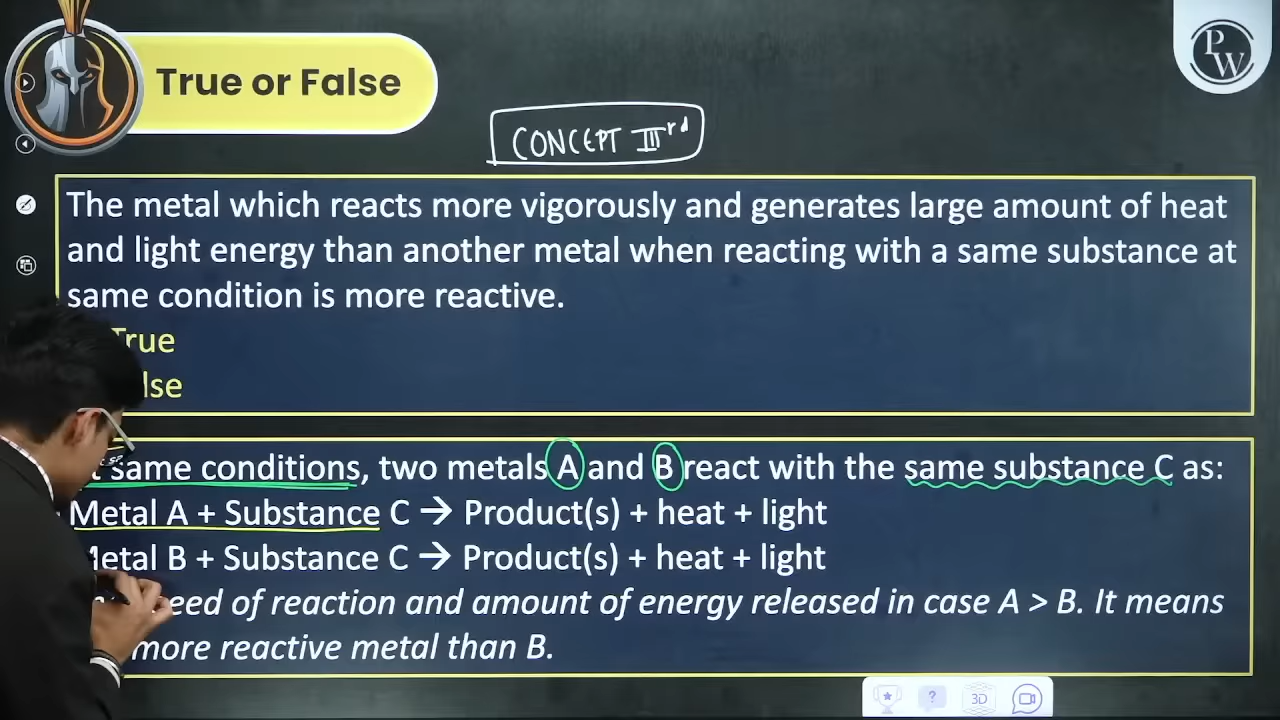 True or False
P
W
CONCEPT IIIrd
The metal which reacts more vigorously and generates large amount of heat
and light energy than another metal when reacting with a same substance at
same condition is more reactive.
True
lse
same conditions, two metals A and B react with the same substance C as:
Metal A + Substance C → Product(s) + heat + light
Metal B + Substance C → Product(s) + heat + light
eed of reaction and amount of energy released in case A > B. It means
more reactive metal than B.
?
3D